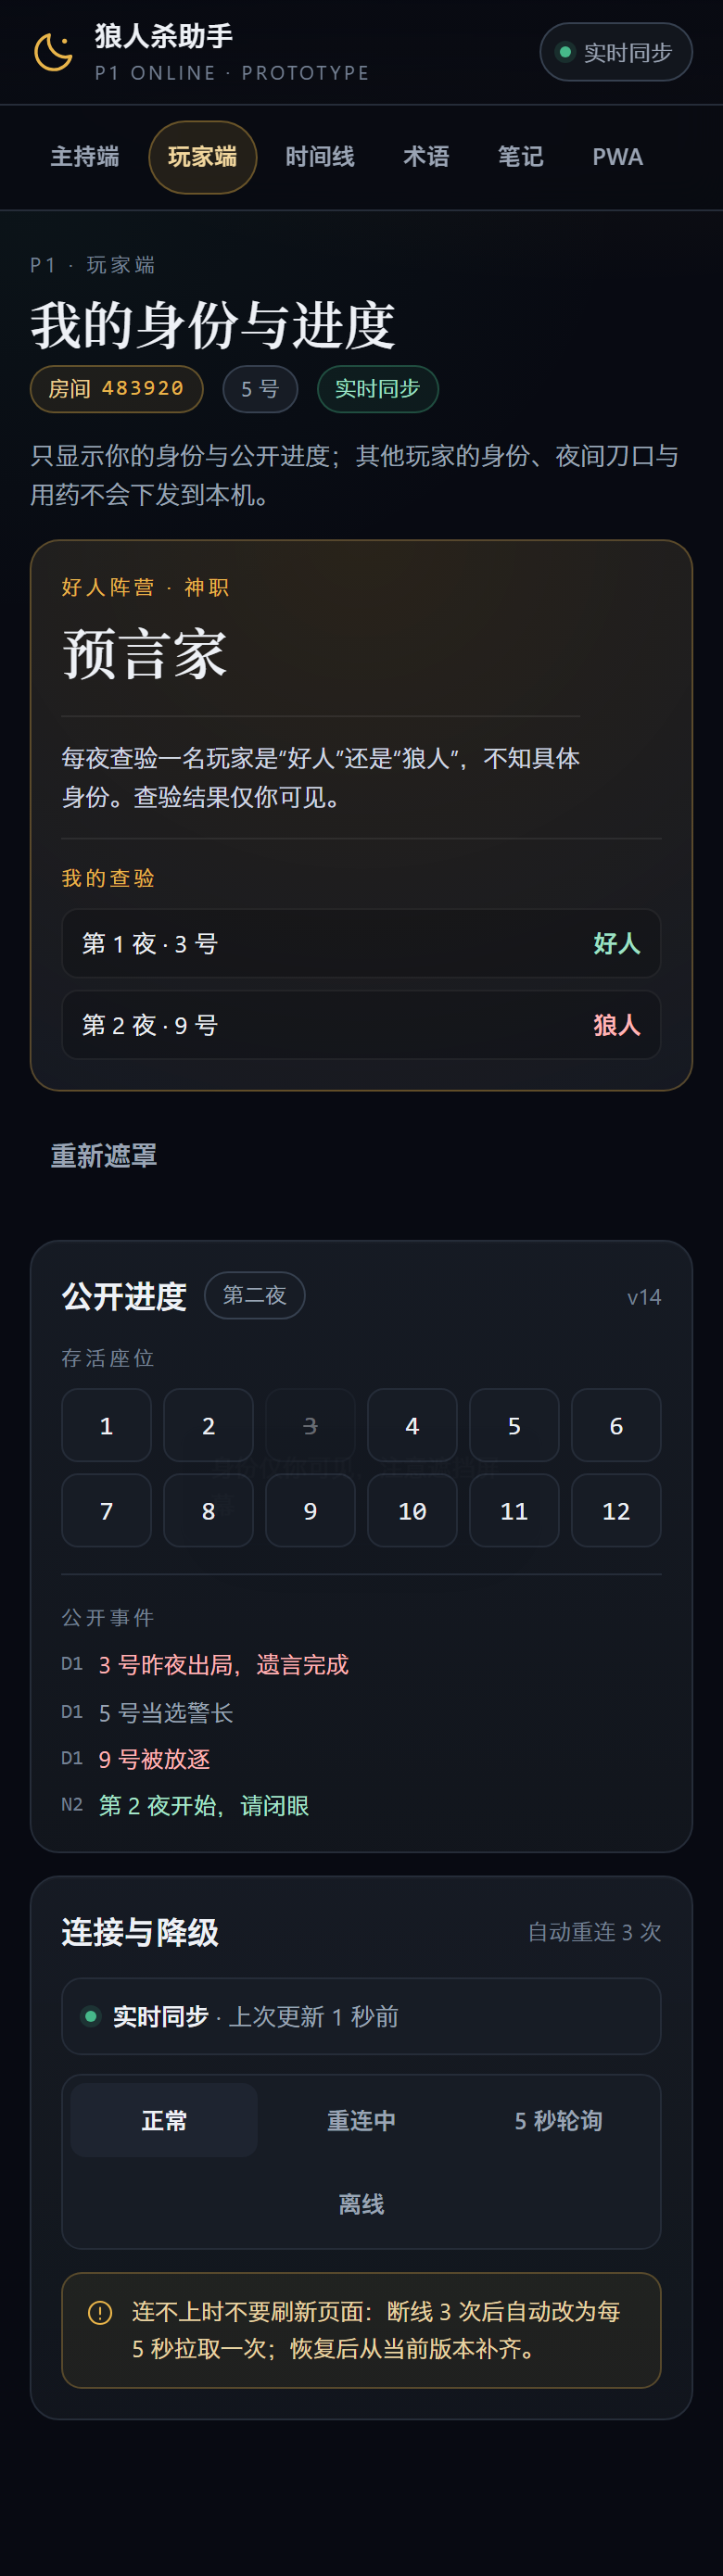 狼人杀助手
P1 ONLINE · PROTOTYPE
实时同步
主持端 玩家端 时间线 术语 笔记 PWA
P1 · 玩家端
我的身份与进度
房间 483920 5 号 实时同步
只显示你的身份与公开进度；其他玩家的身份、夜间刀口与
用药不会下发到本机。
好人阵营 · 神职
预言家
每夜查验一名玩家是“好人”还是“狼人”，不知具体
身份。查验结果仅你可见。
我的查验
第 1 夜 · 3 号 好人
第 2 夜 · 9 号 狼人
重新遮罩
公开进度 第二夜 v14
存活座位
1 2 3 4 5 6
7 8 9 10 11 12
公开事件
D1 3 号昨夜出局，遗言完成
D1 5 号当选警长
D1 9 号被放逐
N2 第 2 夜开始，请闭眼
连接与降级 自动重连 3 次
实时同步 · 上次更新 1 秒前
正常 重连中 5 秒轮询
离线
连不上时不要刷新页面：断线 3 次后自动改为每
5 秒拉取一次；恢复后从当前版本补齐。